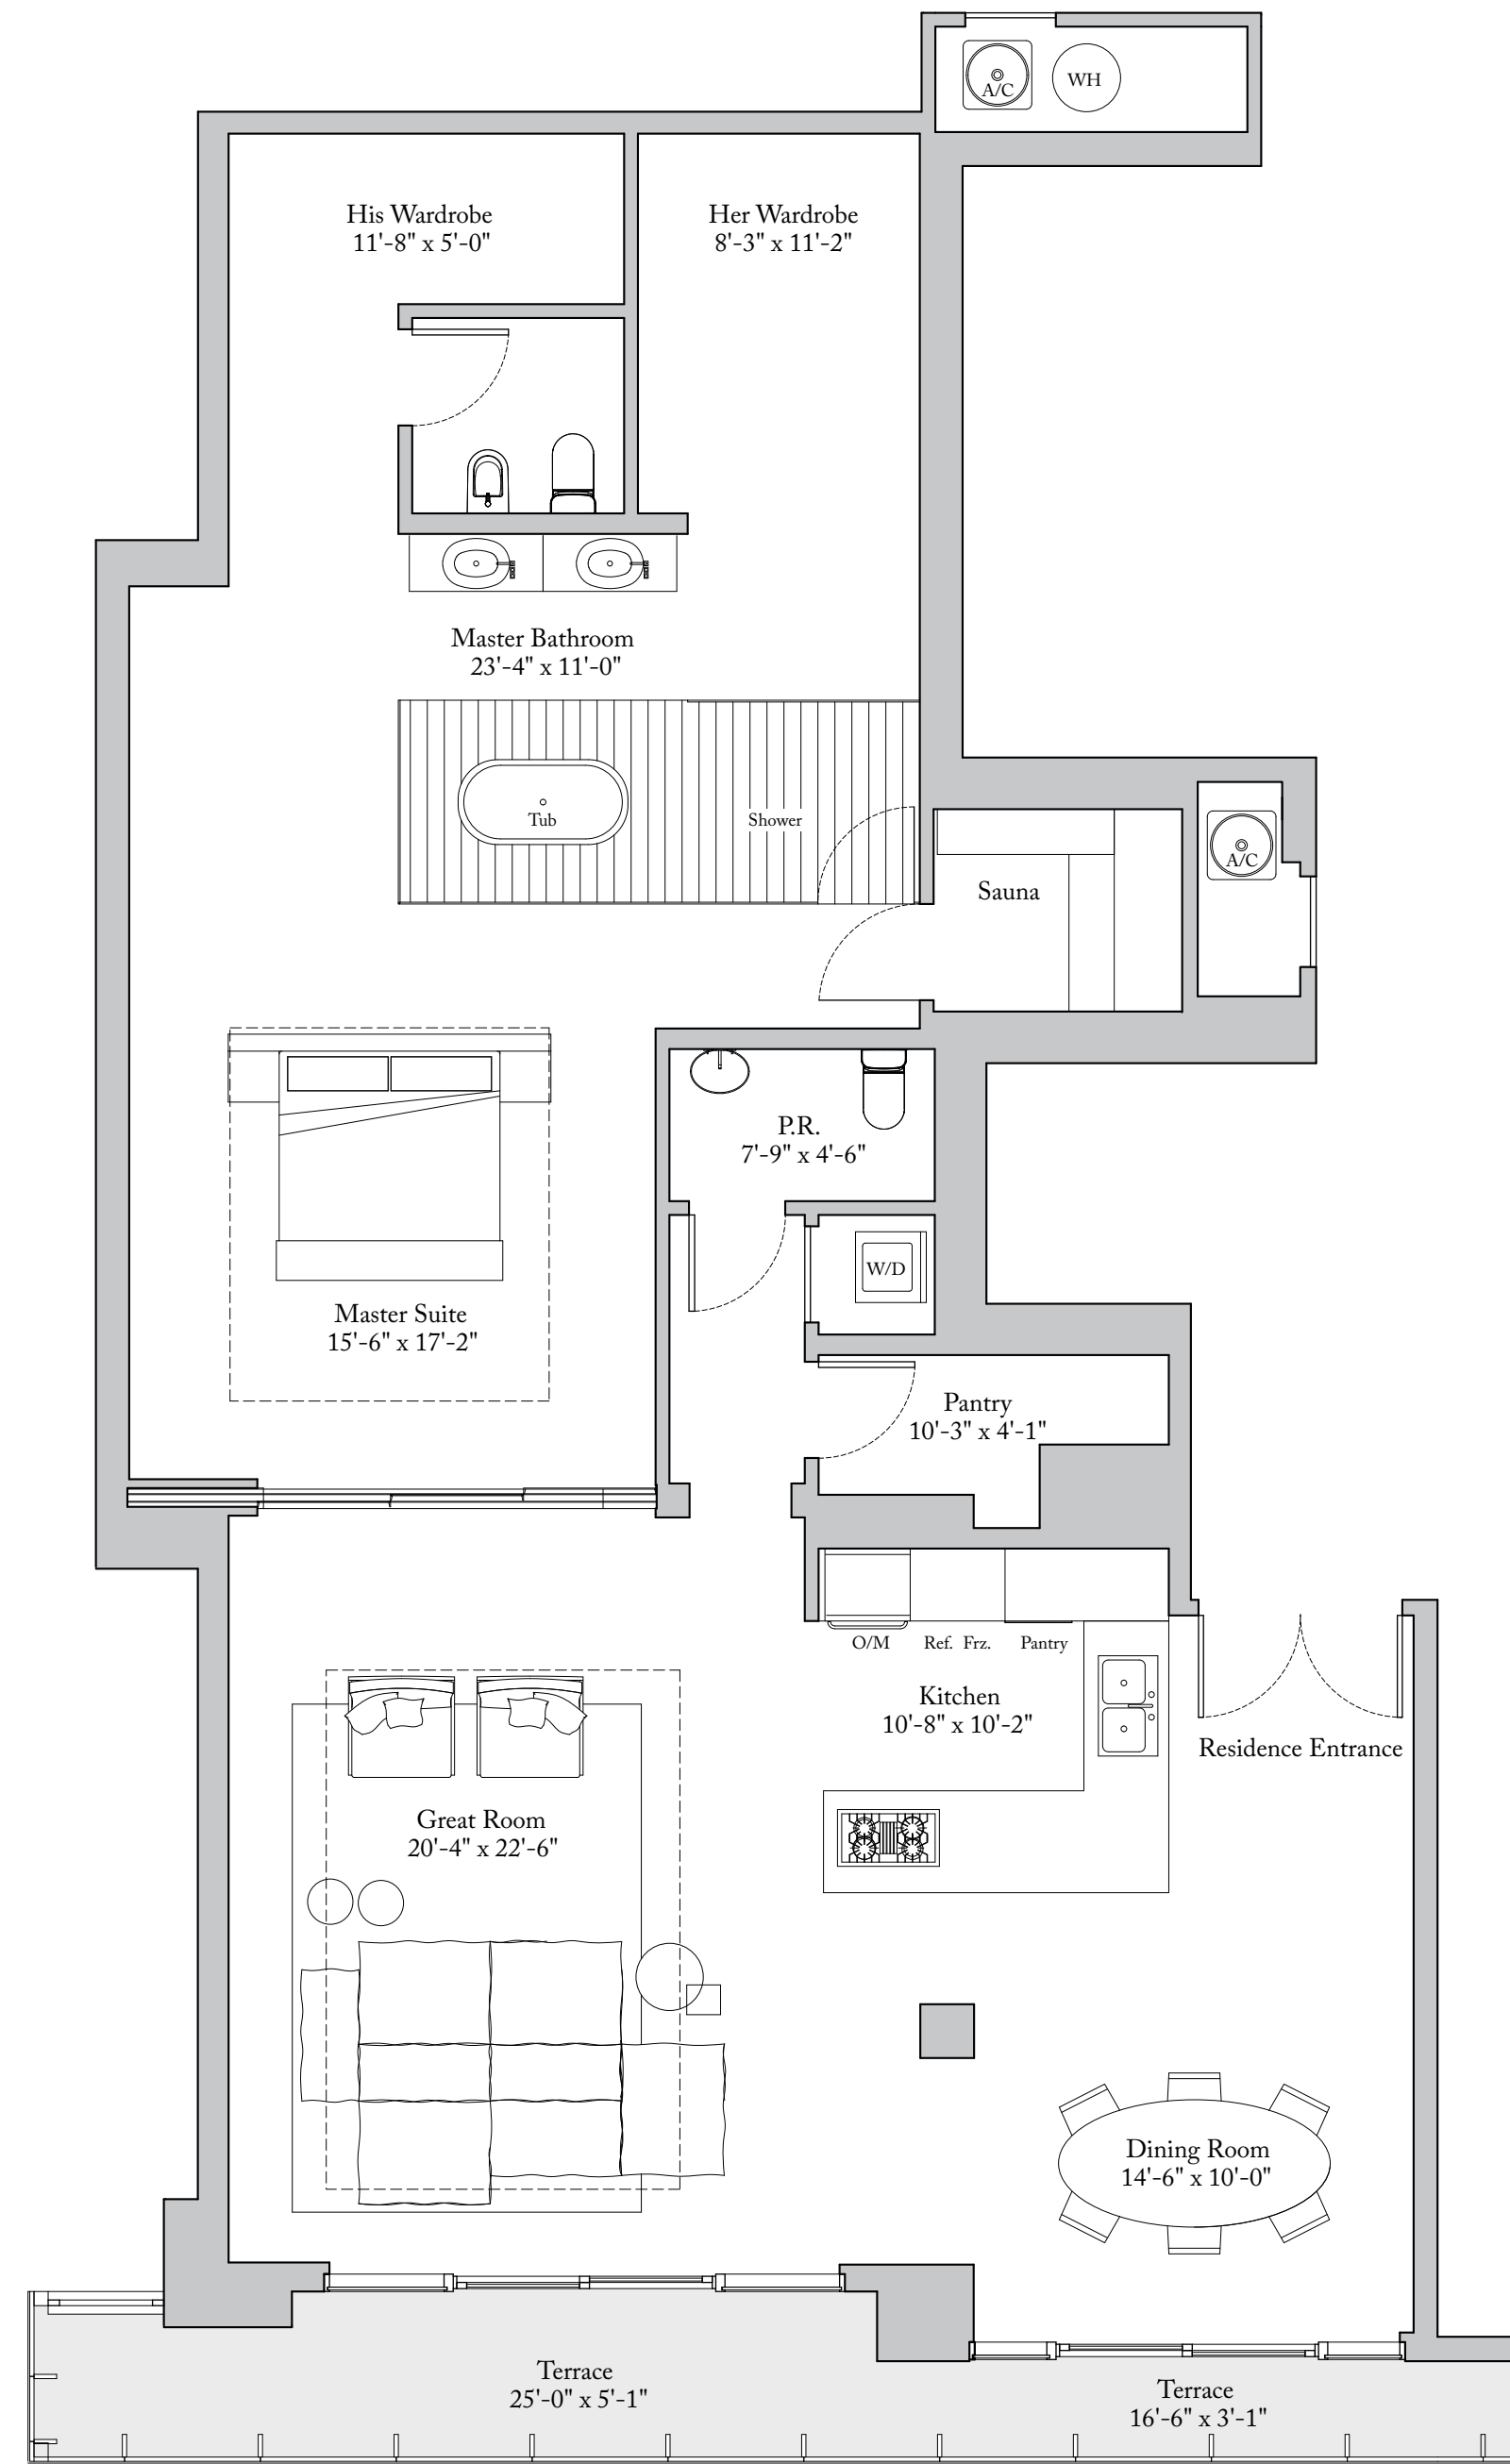 A/C
WH
His Wardrobe
11'-8" x 5'-0"
Her Wardrobe
8'-3" x 11'-2"
Master Bathroom
23'-4" x 11'-0"
Tub
Shower
A/C
Sauna
P.R.
7'-9" x 4'-6"
W/D
Master Suite
15'-6" x 17'-2"
Pantry
10'-3" x 4'-1"
O/M
Ref. Frz.
Pantry
Kitchen
10'-8" x 10'-2"
Residence Entrance
Great Room
20'-4" x 22'-6"
Dining Room
14'-6" x 10'-0"
Terrace
25'-0" x 5'-1"
Terrace
16'-6" x 3'-1"